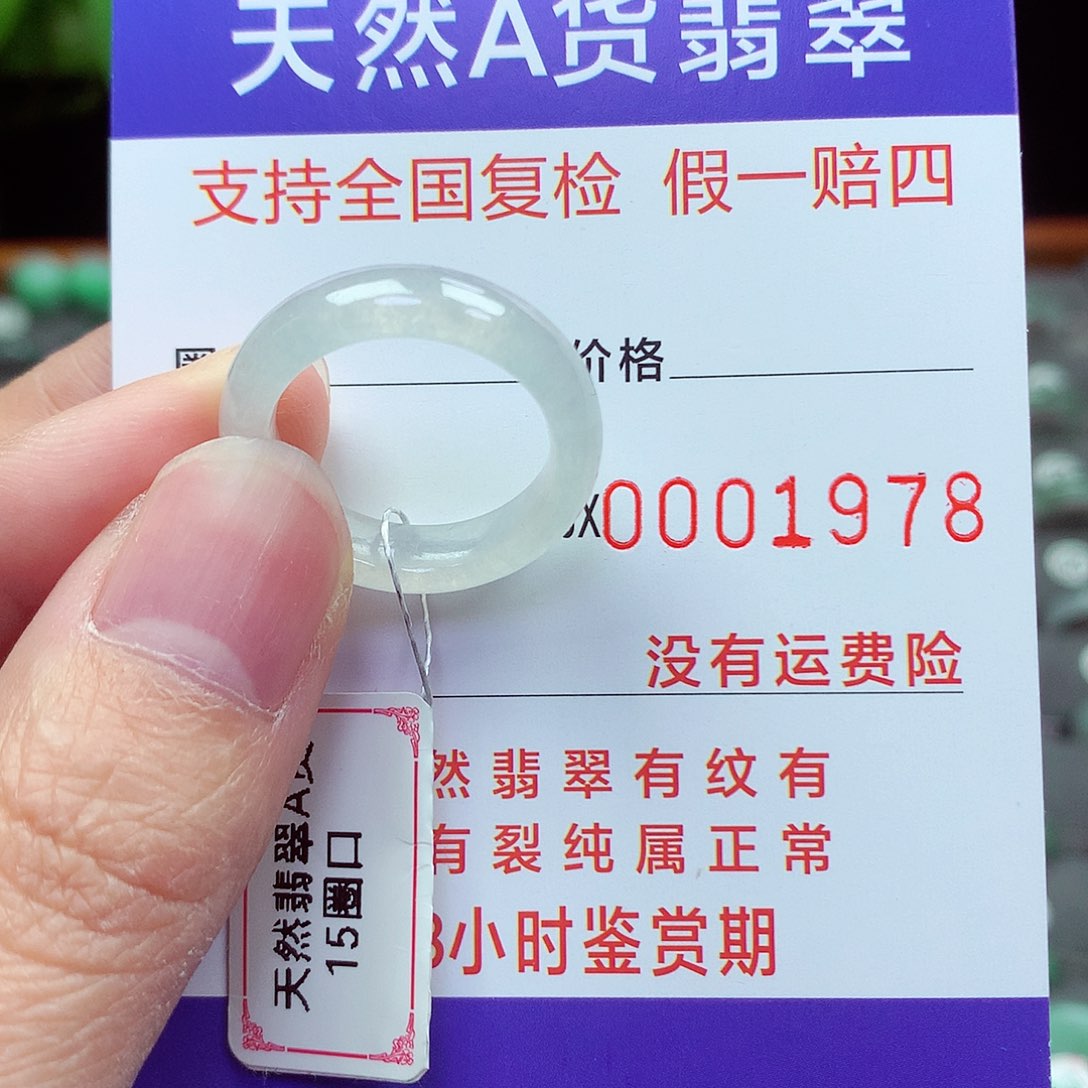 天然A货翡翠
支持全国复检 假一赔四
价格
X0001978
没有运费险
然翡翠有纹有
有裂纯属正常
8小时鉴赏期
天然翡翠A货
15圈口